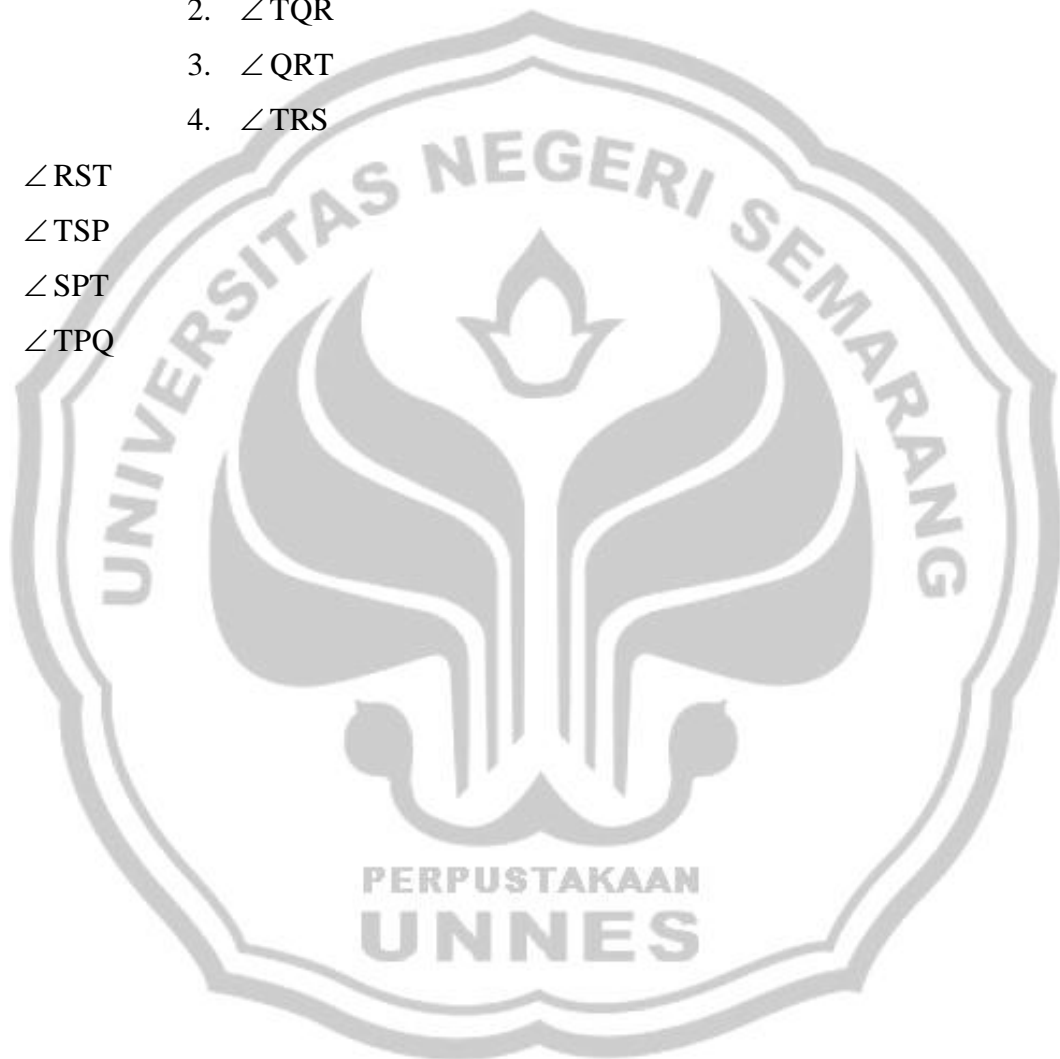 2. ∠TQR
3. ∠QRT
4. ∠TRS
∠RST
∠TSP
∠SPT
∠TPQ
UNIVERSITAS NEGERI SEMARANG
PERPUSTAKAAN
UNNES